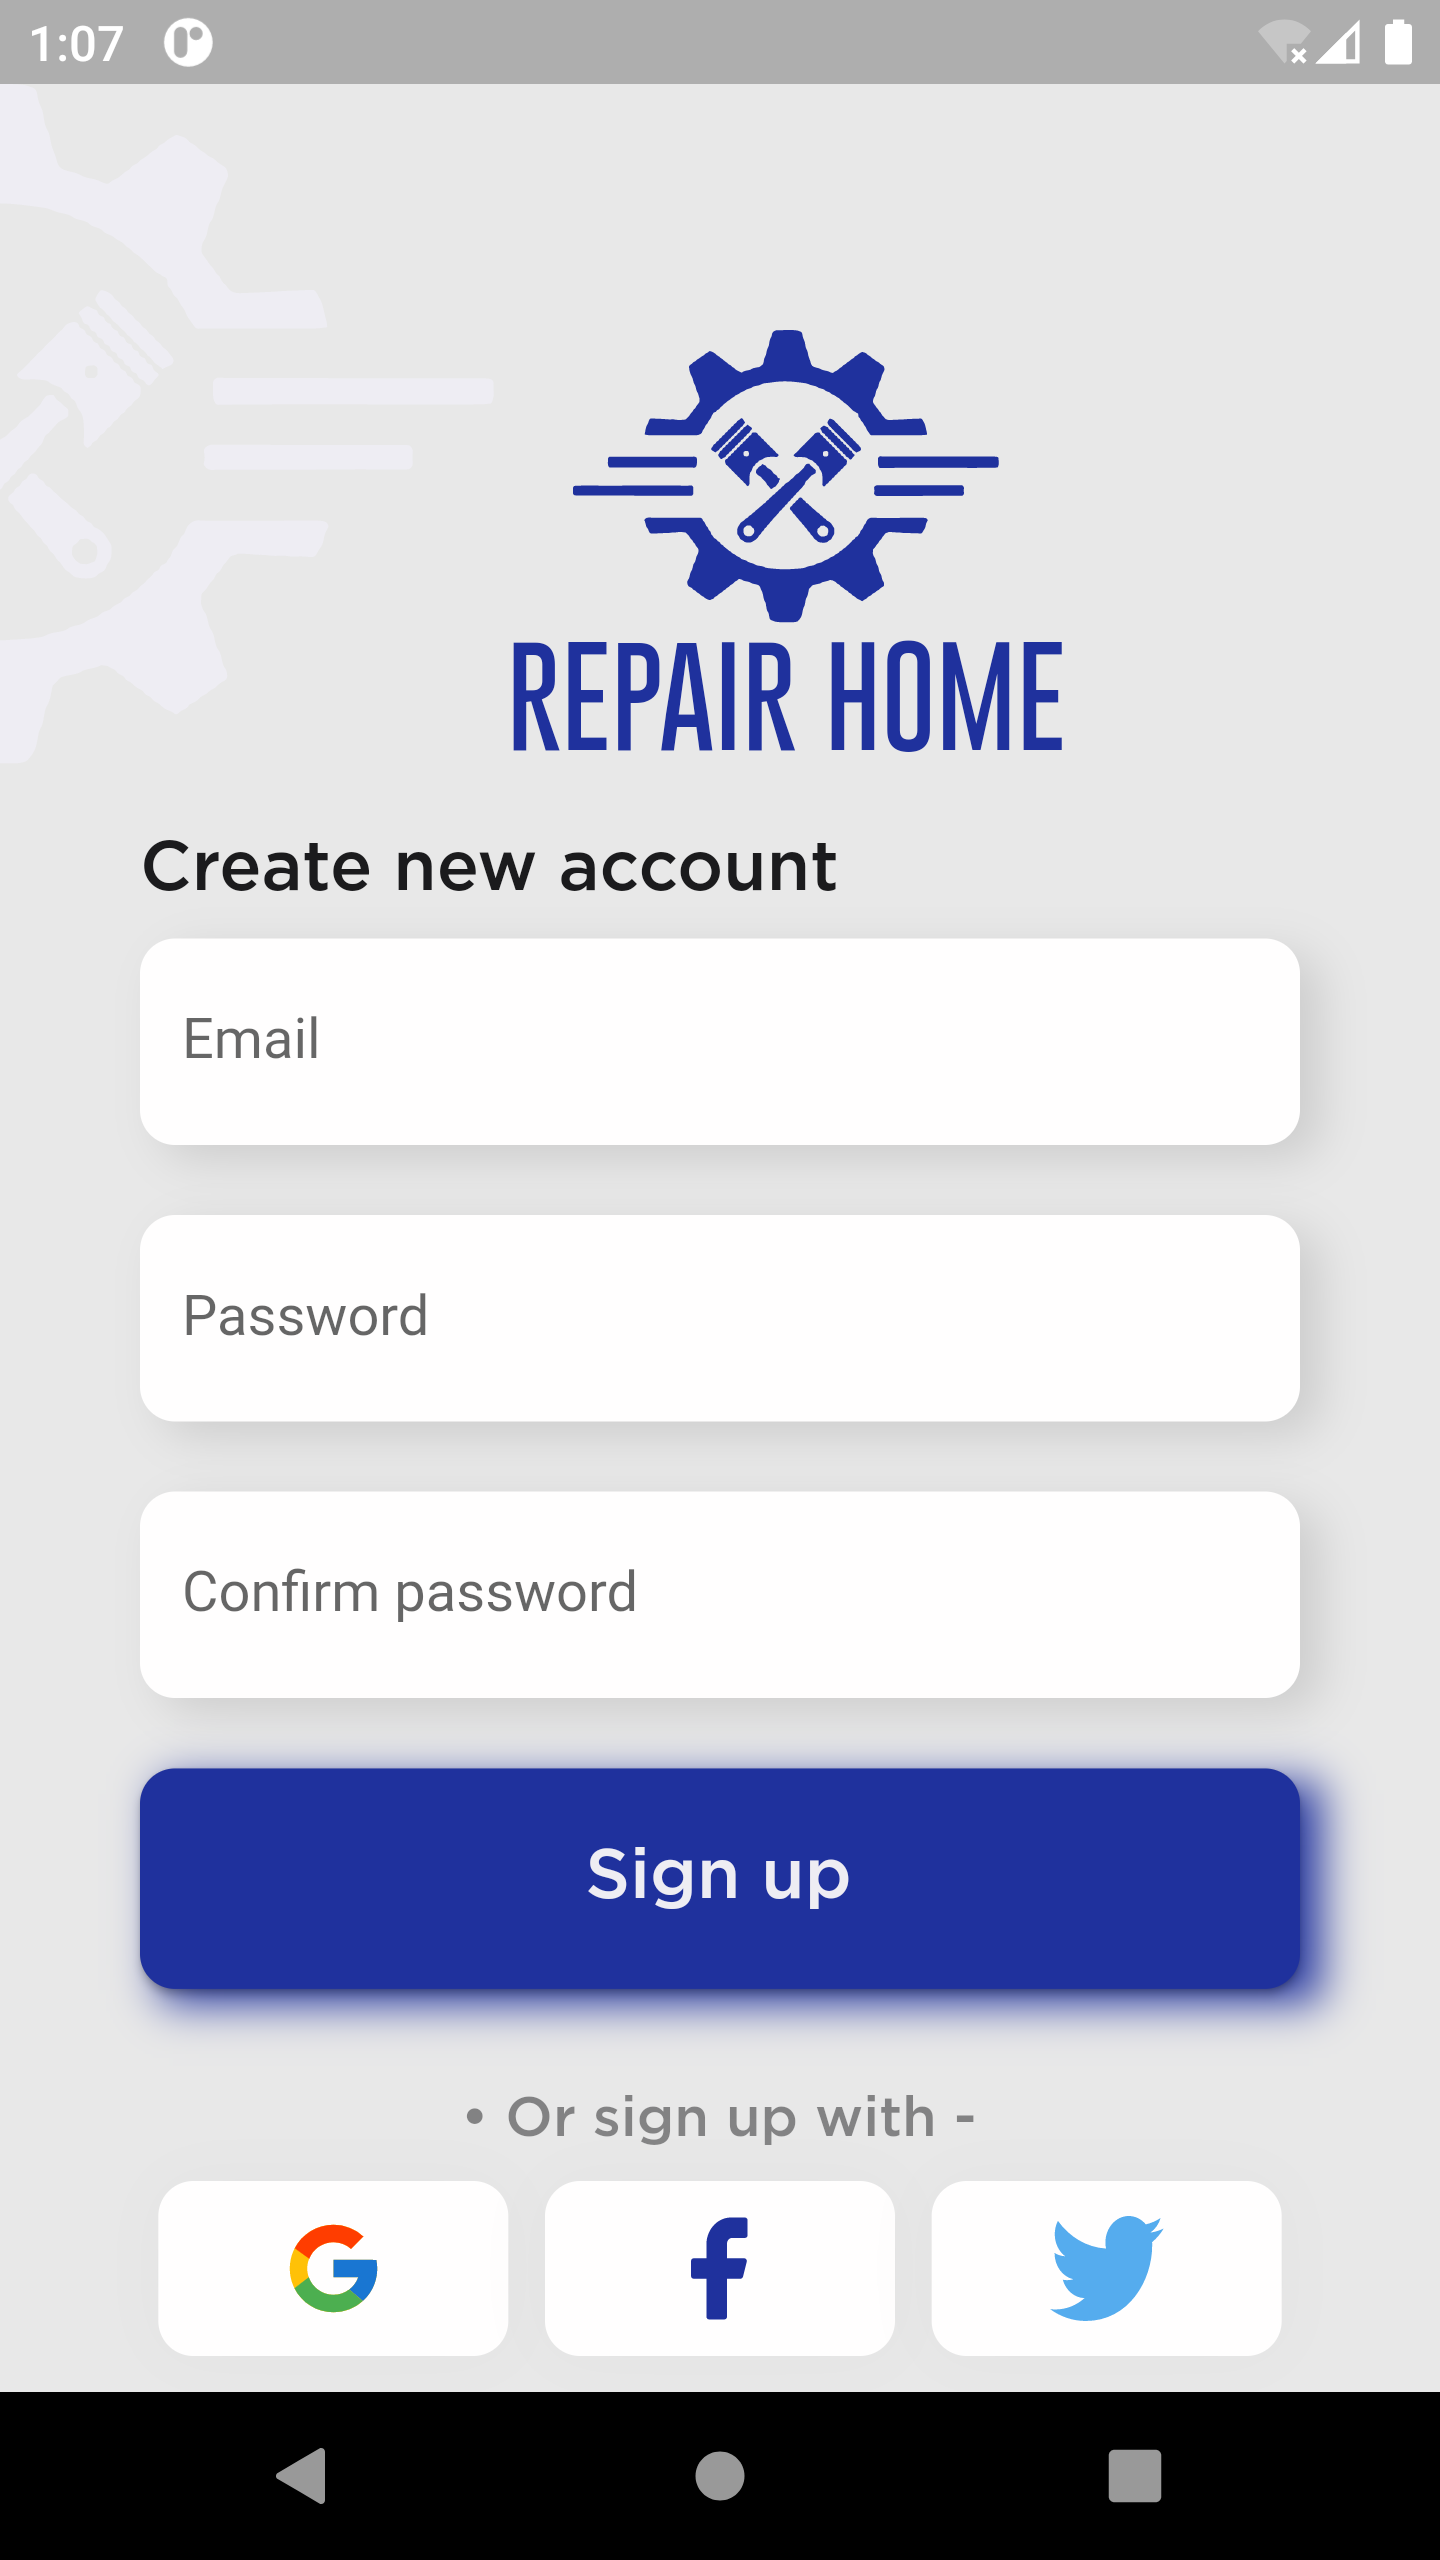 1:07
REPAIR HOME
Create new account
Email
Password
Confirm password
Sign up
• Or sign up with -